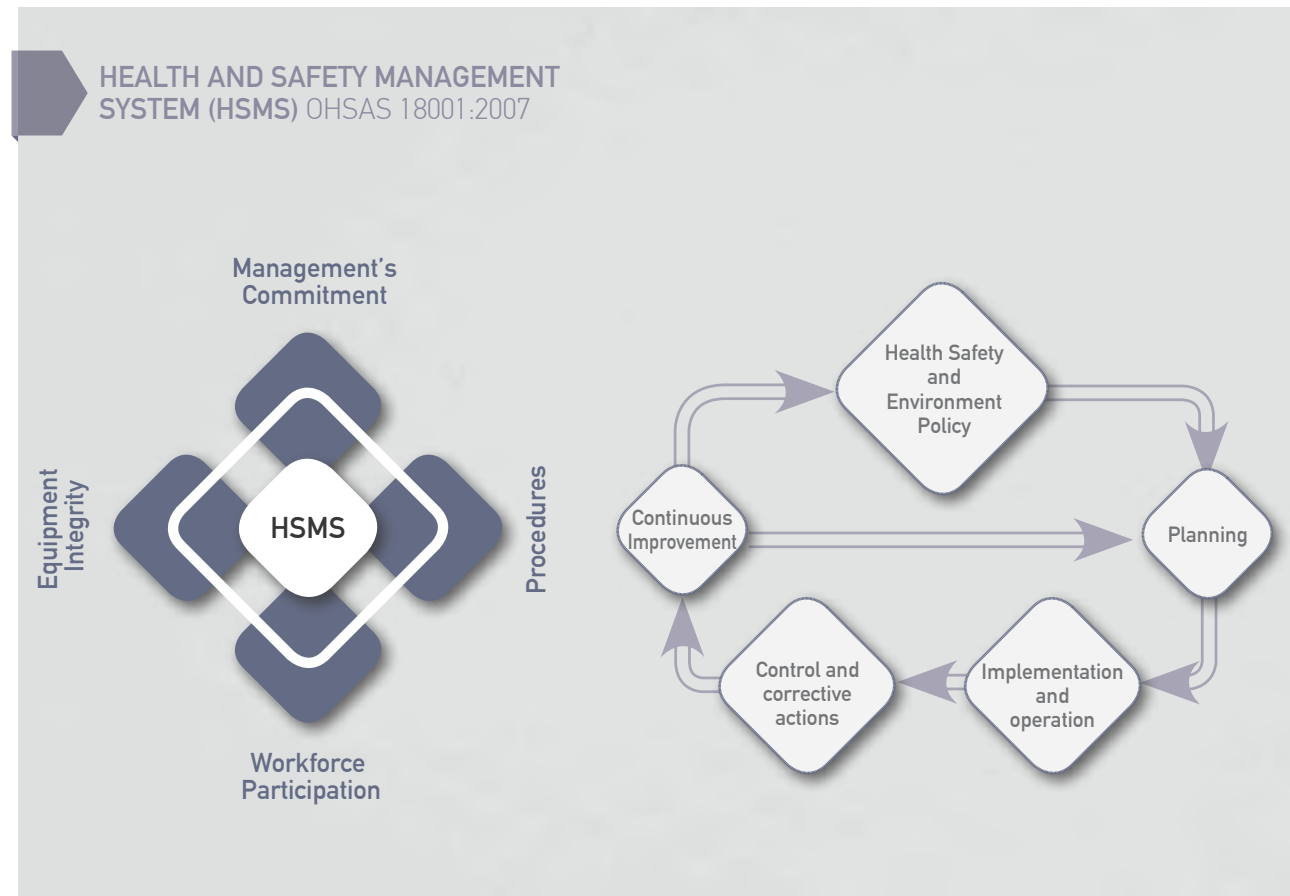 HEALTH AND SAFETY MANAGEMENT
SYSTEM (HSMS) OHSAS 18001:2007
Management’s
Commitment
Equipment
Integrity
HSMS
Procedures
Workforce
Participation
Health Safety
and
Environment
Policy
Continuous
Improvement
Planning
Control and
corrective
actions
Implementation
and
operation